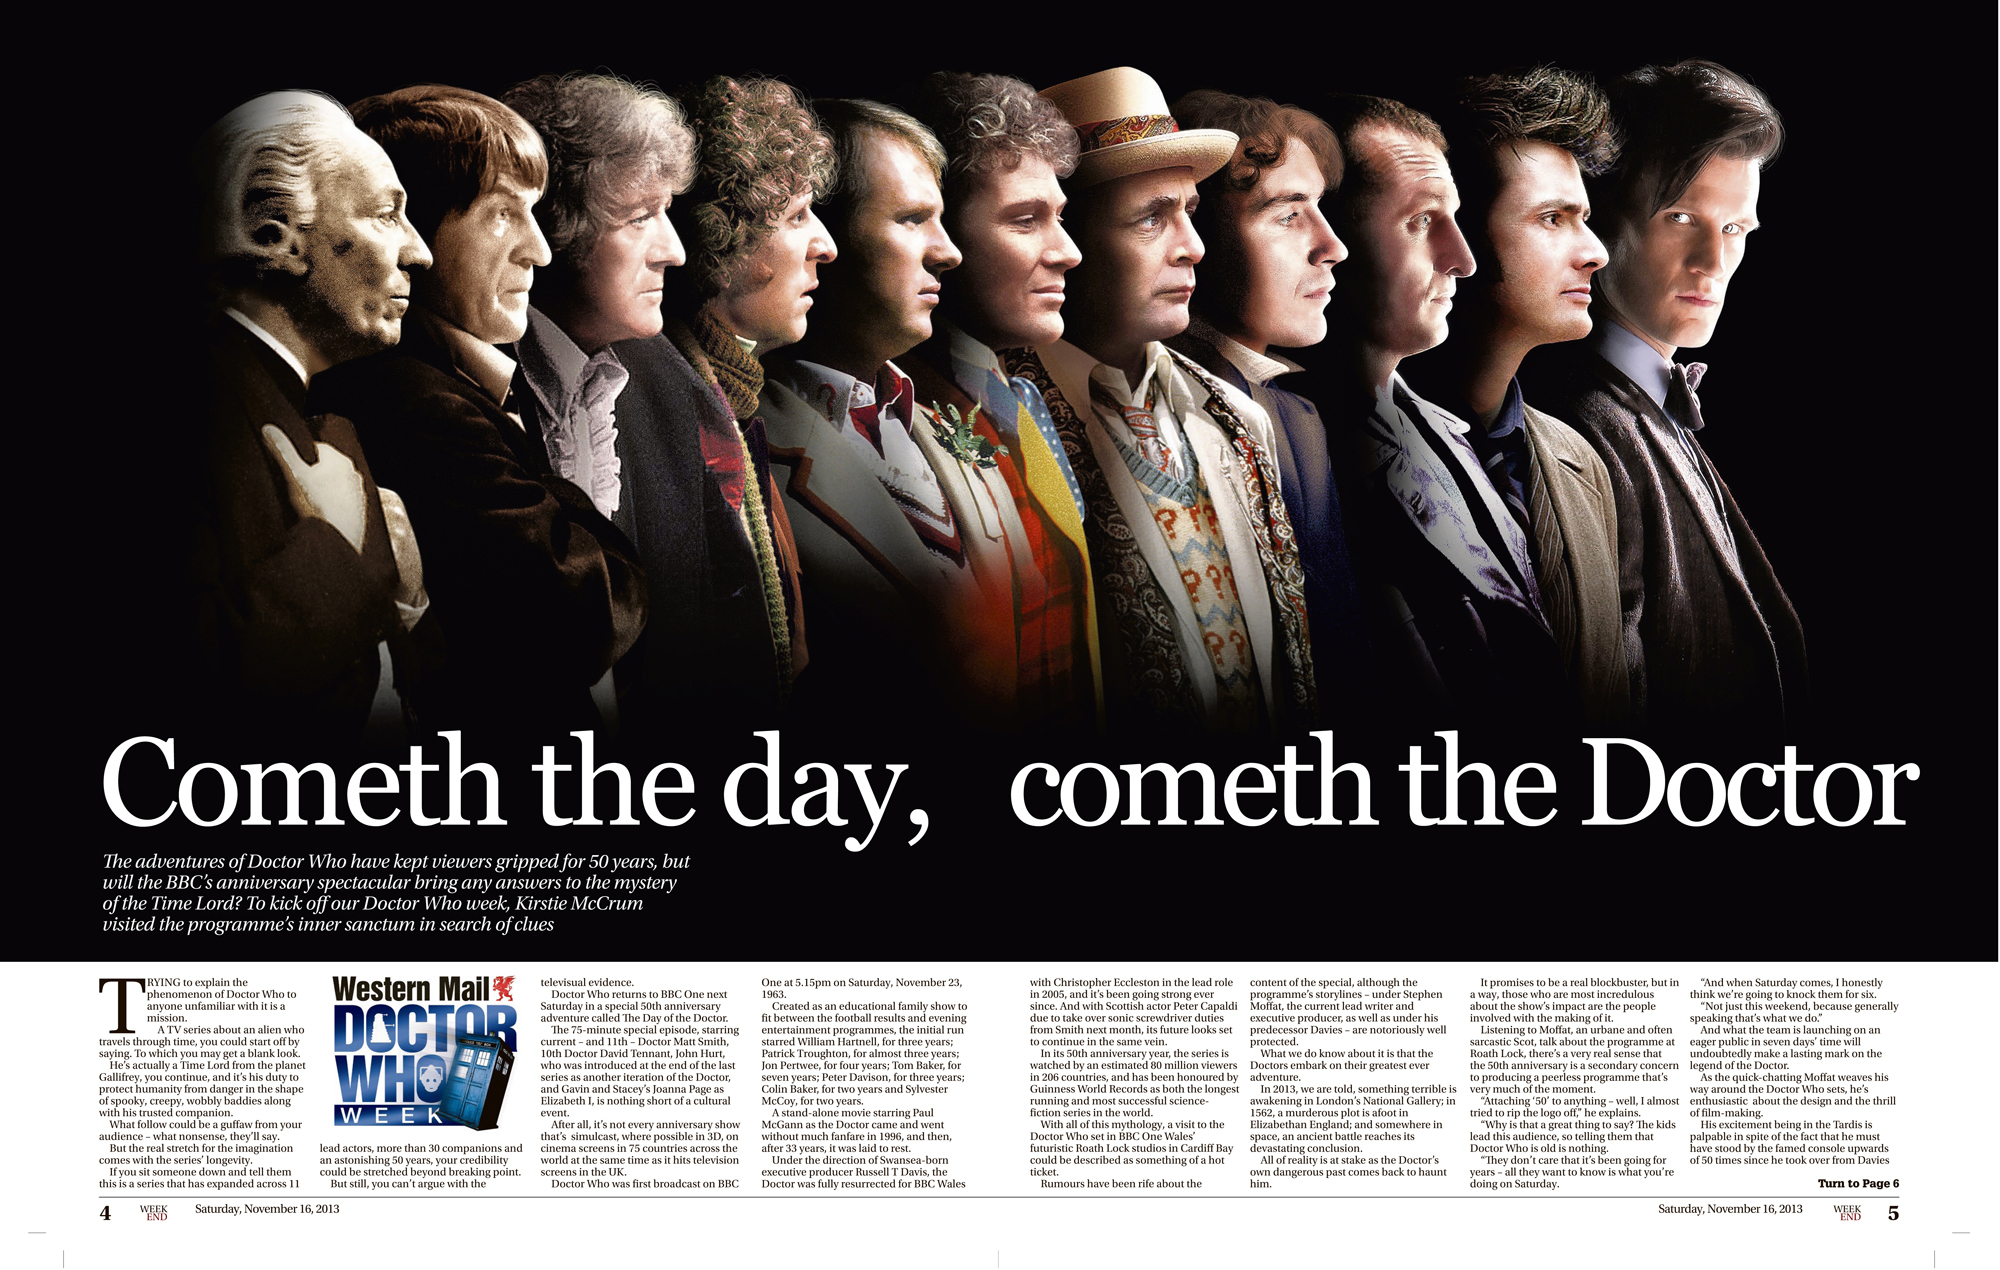 Cometh the day, cometh the Doctor
The adventures of Doctor Who have kept viewers gripped for 50 years, but
will the BBC’s anniversary spectacular bring any answers to the mystery
of the Time Lord? To kick off our Doctor Who week, Kirstie McCrum
visited the programme’s inner sanctum in search of clues
TRYING to explain the
phenomenon of Doctor Who to
anyone unfamiliar with it is a
mission.
A TV series about an alien who
travels through time, you could start off by
saying. To which you may get a blank look.
He’s actually a Time Lord from the planet
Gallifrey, you continue, and it’s his duty to
protect humanity from danger in the shape
of spooky, creepy, wobbly baddies along
with his trusted companion.
What follow could be a guffaw from your
audience – what nonsense, they’ll say.
But the real stretch for the imagination
comes with the series’ longevity.
If you sit someone down and tell them
this is a series that has expanded across 11
Western Mail
DOCTOR
WHO
WEEK
lead actors, more than 30 companions and
an astonishing 50 years, your credibility
could be stretched beyond breaking point.
But still, you can’t argue with the
televisual evidence.
Doctor Who returns to BBC One next
Saturday in a special 50th anniversary
adventure called The Day of the Doctor.
The 75-minute special episode, starring
current – and 11th – Doctor Matt Smith,
10th Doctor David Tennant, John Hurt,
who was introduced at the end of the last
series as another iteration of the Doctor,
and Gavin and Stacey’s Joanna Page as
Elizabeth I, is nothing short of a cultural
event.
After all, it’s not every anniversary show
that’s simulcast, where possible in 3D, on
cinema screens in 75 countries across the
world at the same time as it hits television
screens in the UK.
Doctor Who was first broadcast on BBC
One at 5.15pm on Saturday, November 23,
1963.
Created as an educational family show to
fit between the football results and evening
entertainment programmes, the initial run
starred William Hartnell, for three years;
Patrick Troughton, for almost three years;
Jon Pertwee, for four years; Tom Baker, for
seven years; Peter Davison, for three years;
Colin Baker, for two years and Sylvester
McCoy, for two years.
A stand-alone movie starring Paul
McGann as the Doctor came and went
without much fanfare in 1996, and then,
after 33 years, it was laid to rest.
Under the direction of Swansea-born
executive producer Russell T Davis, the
Doctor was fully resurrected for BBC Wales
with Christopher Eccleston in the lead role
in 2005, and it’s been going strong ever
since. And with Scottish actor Peter Capaldi
due to take over sonic screwdriver duties
from Smith next month, its future looks set
to continue in the same vein.
In its 50th anniversary year, the series is
watched by an estimated 80 million viewers
in 206 countries, and has been honoured by
Guinness World Records as both the longest
running and most successful science-
fiction series in the world.
With all of this mythology, a visit to the
Doctor Who set in BBC One Wales’
futuristic Roath Lock studios in Cardiff Bay
could be described as something of a hot
ticket.
Rumours have been rife about the
content of the special, although the
programme’s storylines – under Stephen
Moffat, the current lead writer and
executive producer, as well as under his
predecessor Davies – are notoriously well
protected.
What we do know about it is that the
Doctors embark on their greatest ever
adventure.
In 2013, we are told, something terrible is
awakening in London’s National Gallery; in
1562, a murderous plot is afoot in
Elizabethan England; and somewhere in
space, an ancient battle reaches its
devastating conclusion.
All of reality is at stake as the Doctor’s
own dangerous past comes back to haunt
him.
It promises to be a real blockbuster, but in
a way, those who are most incredulous
about the show’s impact are the people
involved with the making of it.
Listening to Moffat, an urbane and often
sarcastic Scot, talk about the programme at
Roath Lock, there’s a very real sense that
the 50th anniversary is a secondary concern
to producing a peerless programme that’s
very much of the moment.
“Attaching ‘50’ to anything – well, I almost
tried to rip the logo off,” he explains.
“Why is that a great thing to say? The kids
lead this audience, so telling them that
Doctor Who is old is nothing.
“They don’t care that it’s been going for
years – all they want to know is what you’re
doing on Saturday.
“And when Saturday comes, I honestly
think we’re going to knock them for six.
“Not just this weekend, because generally
speaking that’s what we do.”
And what the team is launching on an
eager public in seven days’ time will
undoubtedly make a lasting mark on the
legend of the Doctor.
As the quick-chatting Moffat weaves his
way around the Doctor Who sets, he’s
enthusiastic about the design and the thrill
of film-making.
His excitement being in the Tardis is
palpable in spite of the fact that he must
have stood by the famed console upwards
of 50 times since he took over from Davies
Turn to Page 6
4 WEEK END Saturday, November 16, 2013
Saturday, November 16, 2013 WEEK END 5